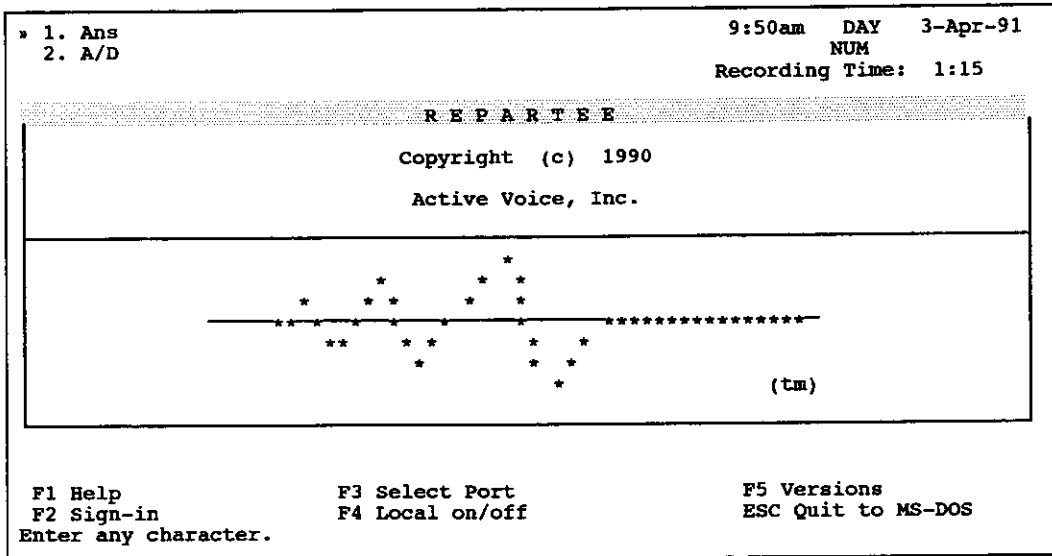 » 1. Ans 9:50am DAY 3-Apr-91
2. A/D NUM
Recording Time: 1:15
R E P A R T E E
Copyright (c) 1990
Active Voice, Inc.
(tm)
F1 Help F3 Select Port F5 Versions
F2 Sign-in F4 Local on/off ESC Quit to MS-DOS
Enter any character.